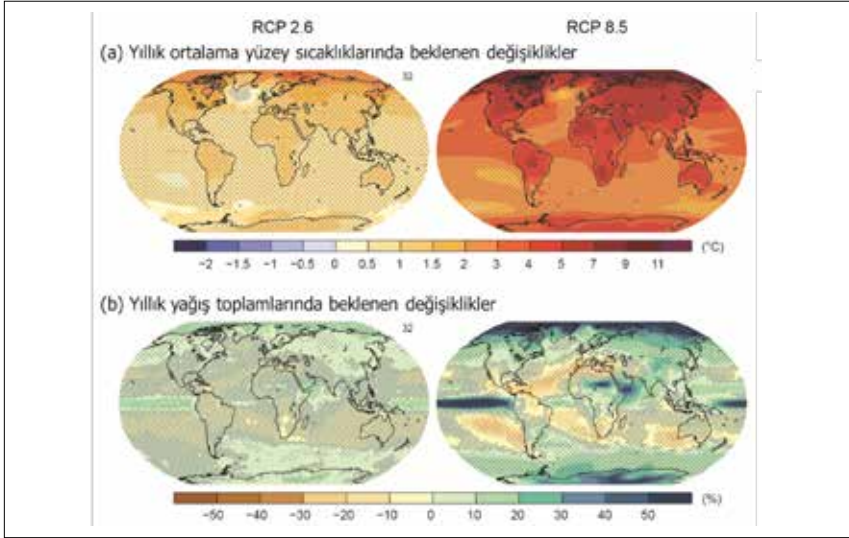 RCP 2.6 RCP 8.5
(a) Yıllık ortalama yüzey sıcaklıklarında beklenen değişiklikler
32
−2 −1.5 −1 −0.5 0 0.5 1 1.5 2 3 4 5 7 9 11 (°C)
(b) Yıllık yağış toplamlarında beklenen değişiklikler
32
−50 −40 −30 −20 −10 0 10 20 30 40 50 (%)